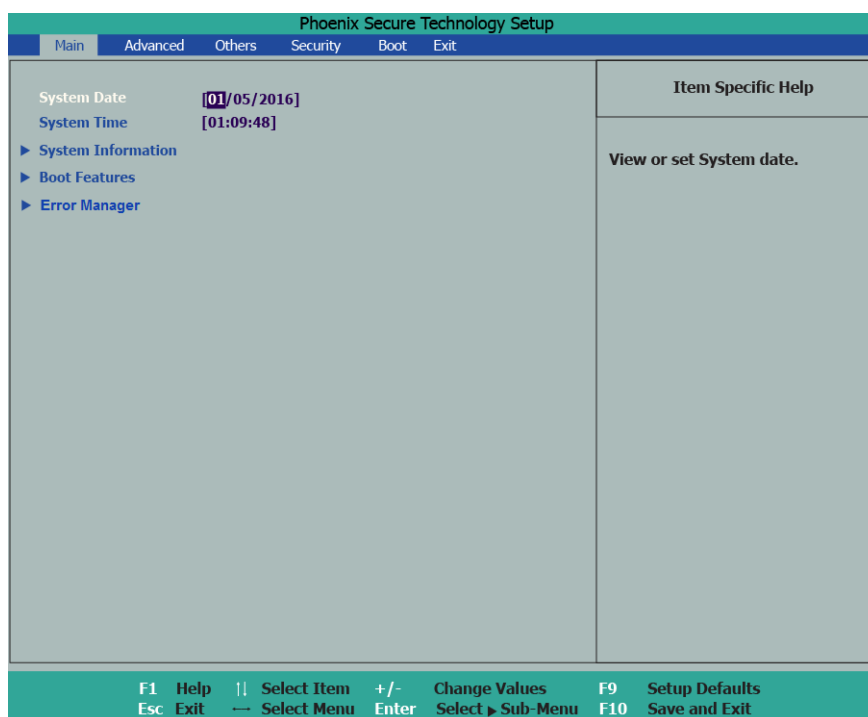 Phoenix Secure Technology Setup
Main Advanced Others Security Boot Exit
System Date [01/05/2016]
System Time [01:09:48]
▶ System Information
▶ Boot Features
▶ Error Manager
Item Specific Help
View or set System date.
F1 Help ↑↓ Select Item +/- Change Values F9 Setup Defaults
Esc Exit ↔ Select Menu Enter Select ▶ Sub-Menu F10 Save and Exit